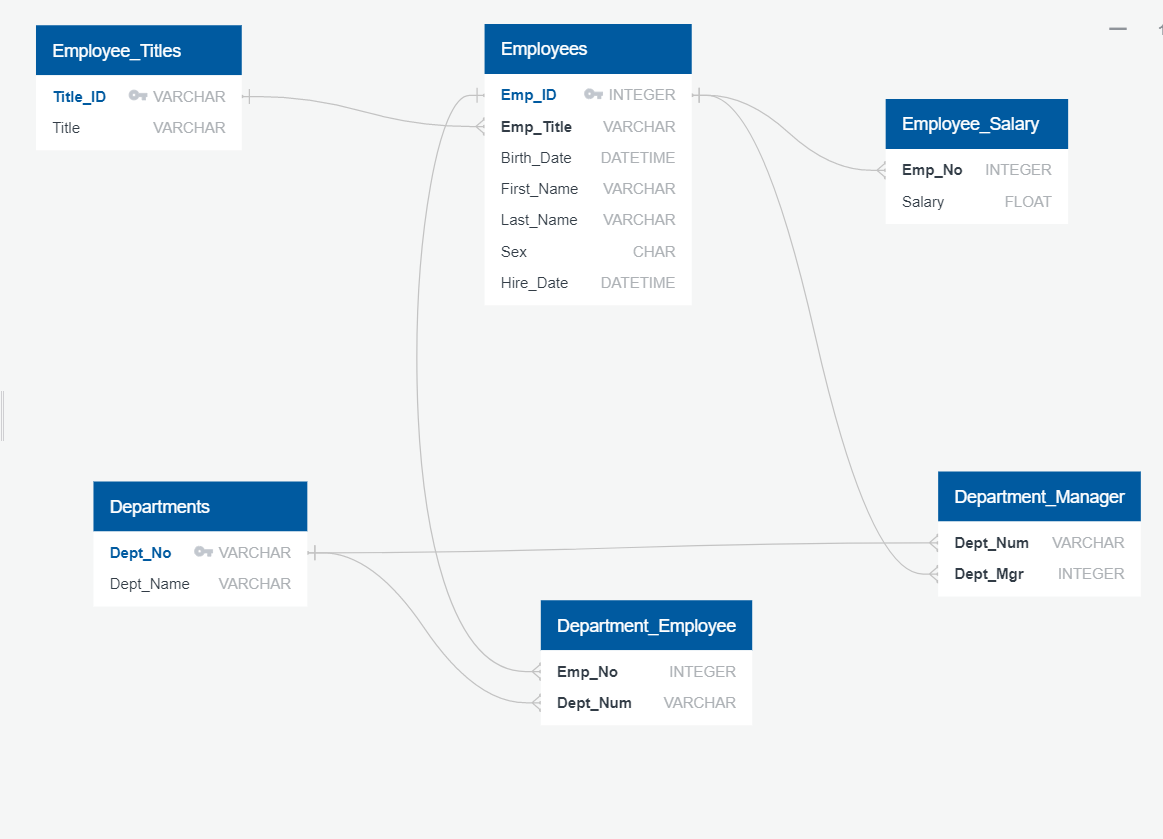 Employee_Titles
Title_ID VARCHAR
Title VARCHAR
Employees
Emp_ID INTEGER
Emp_Title VARCHAR
Birth_Date DATETIME
First_Name VARCHAR
Last_Name VARCHAR
Sex CHAR
Hire_Date DATETIME
Employee_Salary
Emp_No INTEGER
Salary FLOAT
Departments
Dept_No VARCHAR
Dept_Name VARCHAR
Department_Manager
Dept_Num VARCHAR
Dept_Mgr INTEGER
Department_Employee
Emp_No INTEGER
Dept_Num VARCHAR